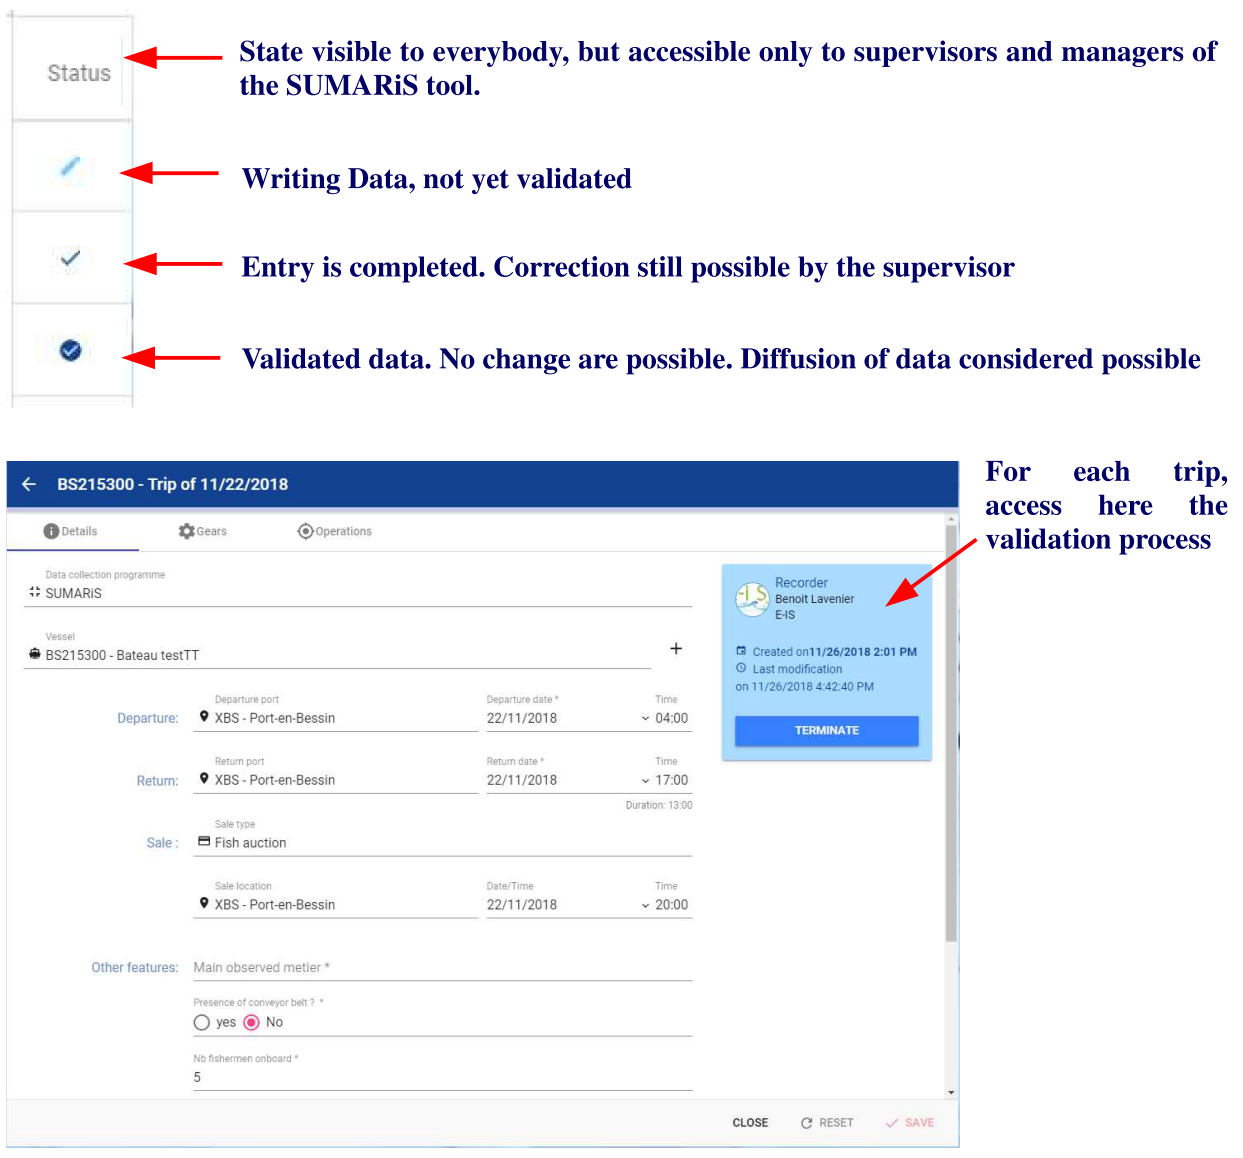 Status
State visible to everybody, but accessible only to supervisors and managers of
the SUMARiS tool.
Writing Data, not yet validated
Entry is completed. Correction still possible by the supervisor
Validated data. No change are possible. Diffusion of data considered possible
For each trip,
access here the
validation process
BS215300 - Trip of 11/22/2018
Details Gears Operations
Data collection programme
SUMARiS
Vessel
BS215300 - Bateau testTT
Departure port Departure date * Time
Departure: XBS - Port-en-Bessin 22/11/2018 04:00
Return port Return date * Time
Return: XBS - Port-en-Bessin 22/11/2018 17:00
Duration: 13:00
Sale type
Sale : Fish auction
Sale location Date/Time Time
XBS - Port-en-Bessin 22/11/2018 20:00
Other features: Main observed metier *
Presence of conveyor belt ? *
yes No
Nb fishermen onboard *
5
Recorder
Benoit Lavenier
E-IS
Created on11/26/2018 2:01 PM
Last modification
on 11/26/2018 4:42:40 PM
TERMINATE
CLOSE RESET SAVE